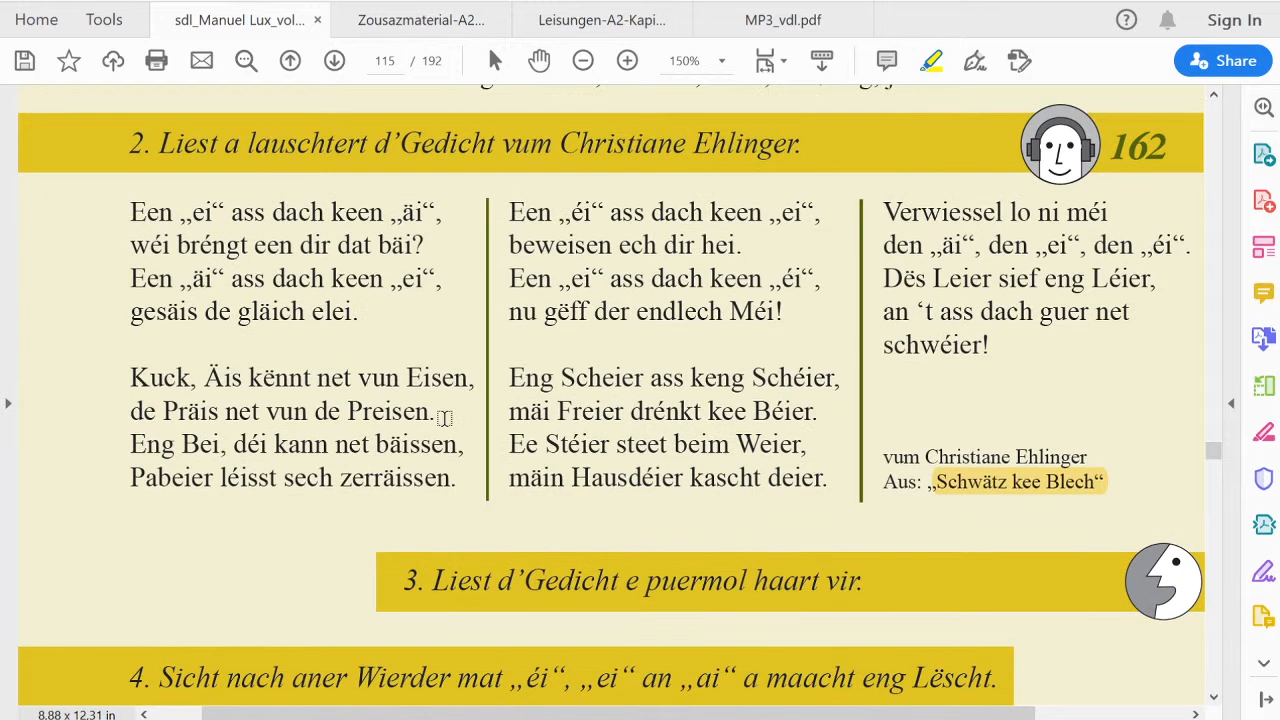 Home
Tools
sdl_Manuel Lux_vol... ×
Zousazmaterial-A2...
Leisungen-A2-Kapi...
MP3_vdl.pdf
Sign In
115 / 192
150%
Share
2. Liest a lauschtert d’Gedicht vum Christiane Ehlinger.
162
Een „ei“ ass dach keen „äi“,
wéi bréngt een dir dat bäi?
Een „äi“ ass dach keen „ei“,
gesäis de gläich elei.
Kuck, Äis kënnt net vun Eisen,
de Präis net vun de Preisen.
Eng Bei, déi kann net bäissen,
Pabeier léisst sech zerräissen.
Een „éi“ ass dach keen „ei“,
beweisen ech dir hei.
Een „ei“ ass dach keen „éi“,
nu gëff der endlech Méi!
Eng Scheier ass keng Schéier,
mäi Freier drénkt kee Béier.
Ee Stéier steet beim Weier,
mäin Hausdéier kascht deier.
Verwiessel lo ni méi
den „äi“, den „ei“, den „éi“.
Dës Leier sief eng Léier,
an ‘t ass dach guer net
schwéier!
vum Christiane Ehlinger
Aus: „Schwätz kee Blech“
3. Liest d’Gedicht e puermol haart vir.
4. Sicht nach aner Wierder mat „éi“, „ei“ an „ai“ a maacht eng Lëscht.
8.88 x 12.31 in